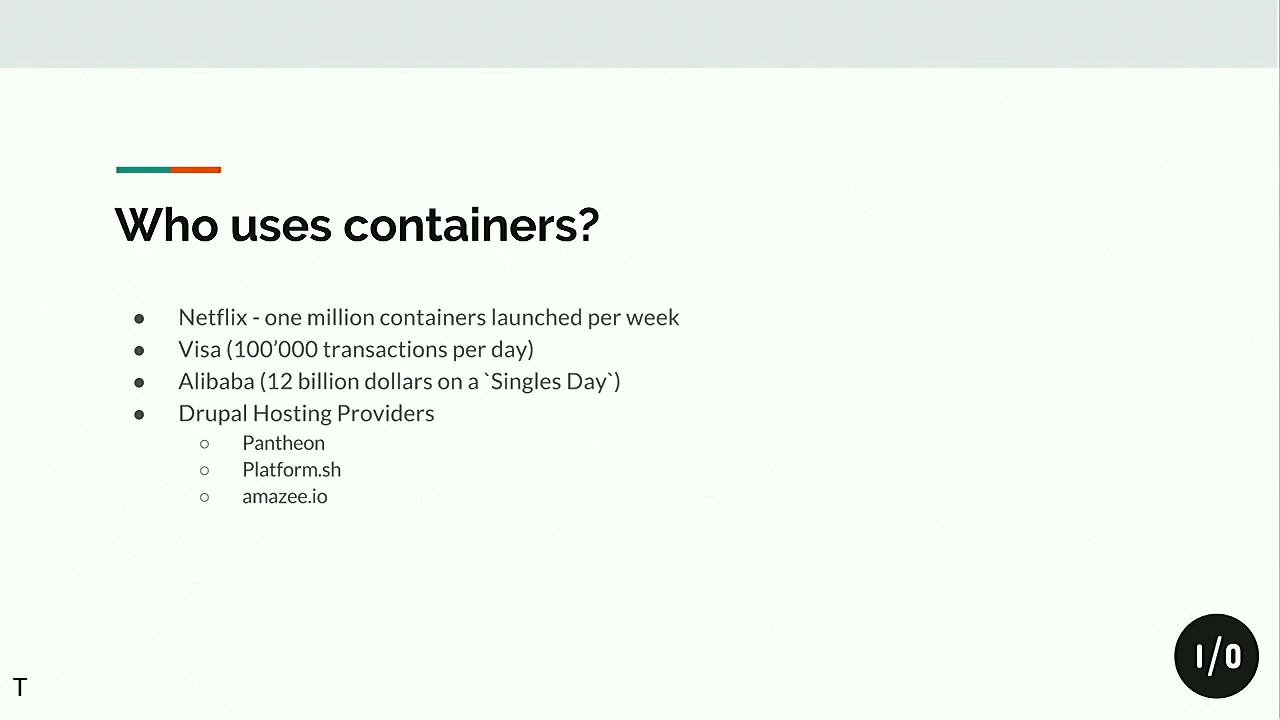 Who uses containers?
● Netflix - one million containers launched per week
● Visa (100’000 transactions per day)
● Alibaba (12 billion dollars on a `Singles Day`)
● Drupal Hosting Providers
○ Pantheon
○ Platform.sh
○ amazee.io
I/O
T